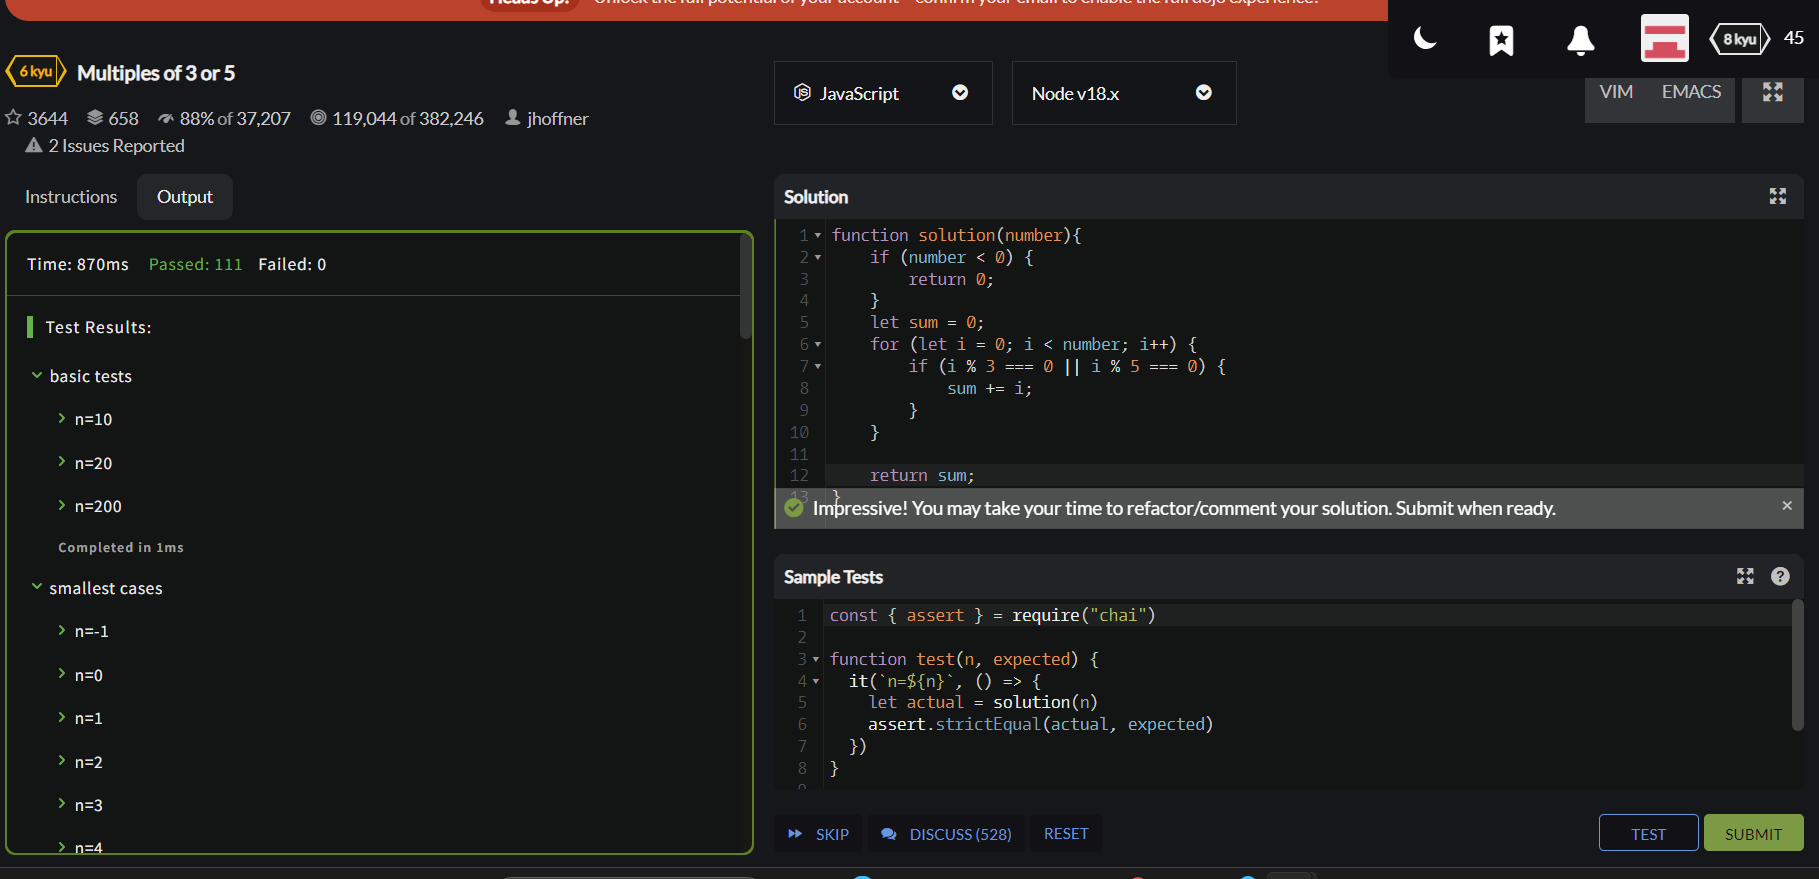 Heads Up! Unlock the full potential of your account - confirm your email to enable the full dojo experience!
8 kyu 45
6 kyu Multiples of 3 or 5
3644 658 88% of 37,207 119,044 of 382,246 jhoffner
2 Issues Reported
JavaScript Node v18.x
VIM EMACS
Instructions Output
Time: 870ms Passed: 111 Failed: 0
Test Results:
basic tests
n=10
n=20
n=200
Completed in 1ms
smallest cases
n=-1
n=0
n=1
n=2
n=3
n=4
Solution
1 function solution(number){
2     if (number < 0) {
3         return 0;
4     }
5     let sum = 0;
6     for (let i = 0; i < number; i++) {
7         if (i % 3 === 0 || i % 5 === 0) {
8             sum += i;
9         }
10     }
11
12     return sum;
13 }
Impressive! You may take your time to refactor/comment your solution. Submit when ready. ×
Sample Tests ?
1 const { assert } = require("chai")
2
3 function test(n, expected) {
4   it(`n=${n}`, () => {
5     let actual = solution(n)
6     assert.strictEqual(actual, expected)
7   })
8 }
SKIP DISCUSS (528) RESET TEST SUBMIT